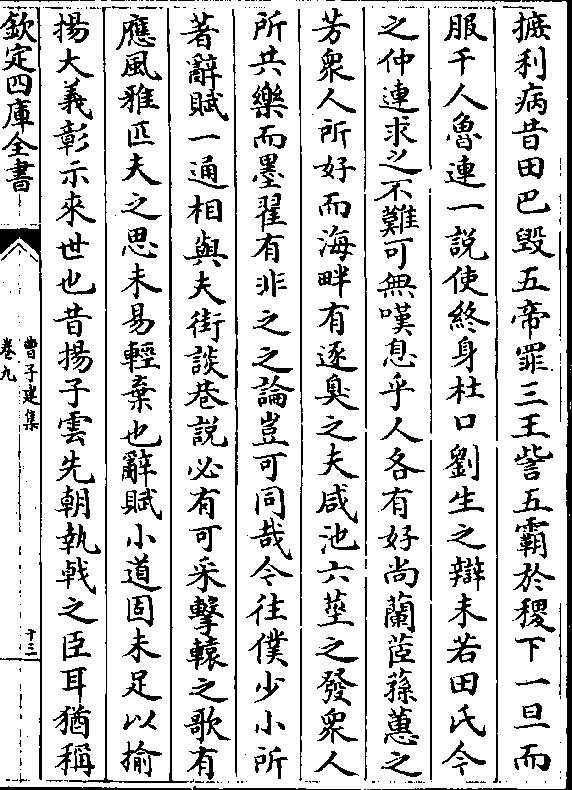 摭利病昔田巴毀五帝罪三王訾五霸於稷下一旦而
服千人魯連一說使終身杜口劉生之辯未若田氏今
之仲連求之不難可無嘆息乎人各有好尚蘭茝蓀蕙之
芳衆人所好而海畔有逐臭之夫咸池六莖之發衆人
所共樂而墨翟有非之之論豈可同哉今往僕少小所
著辭賦一通相與夫街談巷說必有可采擊轅之歌有
應風雅匹夫之思未易輕棄也辭賦小道固未足以揄
揚大義彰示來世也昔揚子雲先朝執戟之臣耳猶稱
欽定四庫全書
曹子建集
卷九
十三